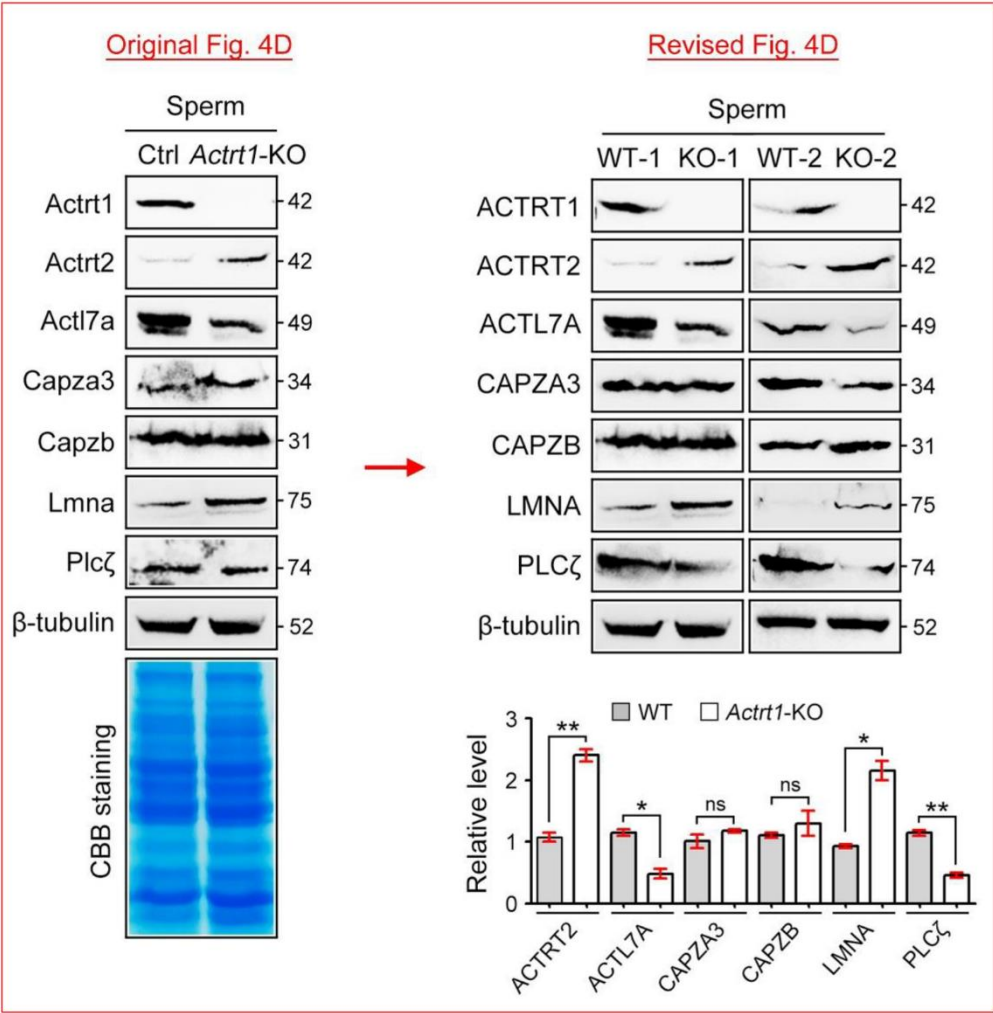 Original Fig. 4D
Sperm
Ctrl Actrt1-KO
Actrt1 42
Actrt2 42
Actl7a 49
Capza3 34
Capzb 31
Lmna 75
Plcζ 74
β-tubulin 52
CBB staining
Revised Fig. 4D
Sperm
WT-1 KO-1 WT-2 KO-2
ACTRT1 42
ACTRT2 42
ACTL7A 49
CAPZA3 34
CAPZB 31
LMNA 75
PLCζ 74
β-tubulin 52
WT Actrt1-KO
Relative level
3
2
1
0
** * ns ns * **
ACTRT2 ACTL7A CAPZA3 CAPZB LMNA PLCζ